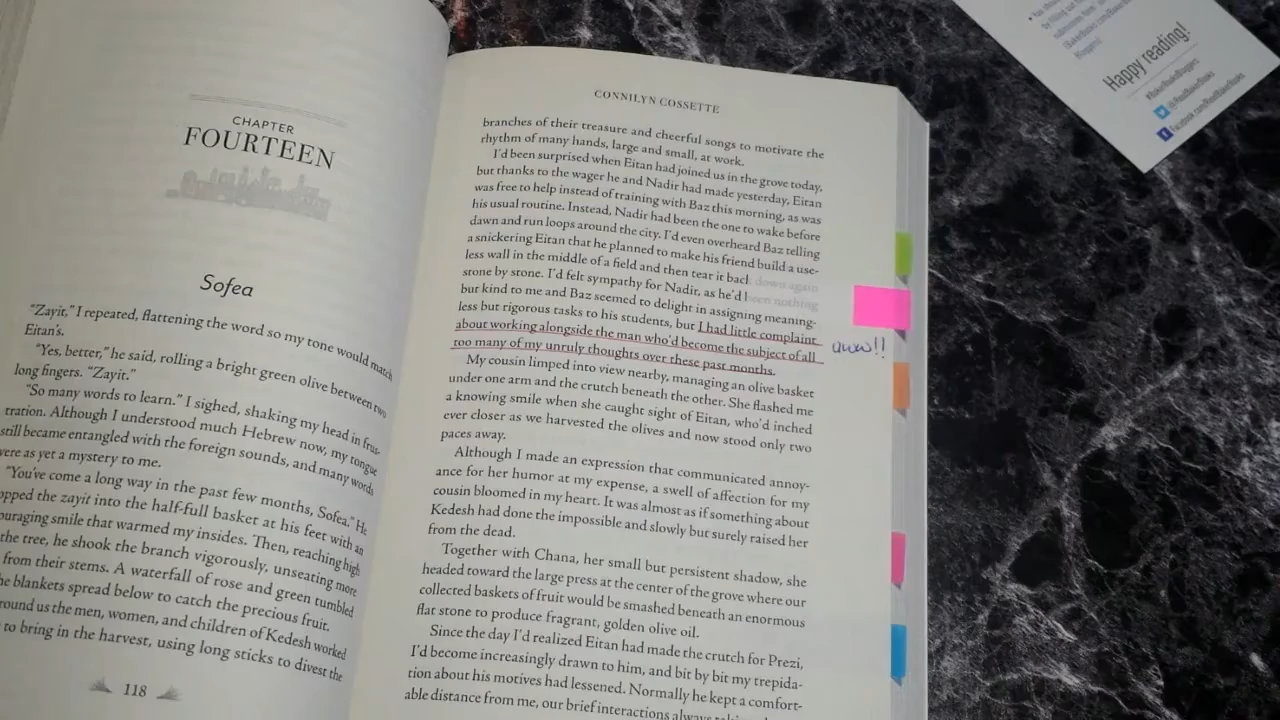 CHAPTER
FOURTEEN
Sofea
“Zayit,” I repeated, flattening the word so my tone would match
Eitan’s.
“Yes, better,” he said, rolling a bright green olive between two
long fingers. “Zayit.”
“So many words to learn.” I sighed, shaking my head in frus-
tration. Although I understood much Hebrew now, my tongue
still became entangled with the foreign sounds, and many words
were as yet a mystery to me.
“You’ve come a long way in the past few months, Sofea.” He
opped the zayit into the half-full basket at his feet with an
ouraging smile that warmed my insides. Then, reaching high
the tree, he shook the branch vigorously, unseating more
from their stems. A waterfall of rose and green tumbled
he blankets spread below to catch the precious fruit.
round us the men, women, and children of Kedesh worked
to bring in the harvest, using long sticks to divest the
118
CONNILYN COSSETTE
branches of their treasure and cheerful songs to motivate the
rhythm of many hands, large and small, at work.
I’d been surprised when Eitan had joined us in the grove today,
but thanks to the wager he and Nadir had made yesterday, Eitan
was free to help instead of training with Baz this morning, as was
his usual routine. Instead, Nadir had been the one to wake before
dawn and run loops around the city. I’d even overheard Baz telling
a snickering Eitan that he planned to make his friend build a use-
less wall in the middle of a field and then tear it back down again
stone by stone. I’d felt sympathy for Nadir, as he’d been nothing
but kind to me and Baz seemed to delight in assigning meaning-
less but rigorous tasks to his students, but I had little complaint
about working alongside the man who’d become the subject of all
too many of my unruly thoughts over these past months.
aww!!
My cousin limped into view nearby, managing an olive basket
under one arm and the crutch beneath the other. She flashed me
a knowing smile when she caught sight of Eitan, who’d inched
ever closer as we harvested the olives and now stood only two
paces away.
Although I made an expression that communicated annoy-
ance for her humor at my expense, a swell of affection for my
cousin bloomed in my heart. It was almost as if something about
Kedesh had done the impossible and slowly but surely raised her
from the dead.
Together with Chana, her small but persistent shadow, she
headed toward the large press at the center of the grove where our
collected baskets of fruit would be smashed beneath an enormous
flat stone to produce fragrant, golden olive oil.
Since the day I’d realized Eitan had made the crutch for Prezi,
I’d become increasingly drawn to him, and bit by bit my trepida-
tion about his motives had lessened. Normally he kept a comfort-
able distance from me, our brief interactions always
Happy reading!